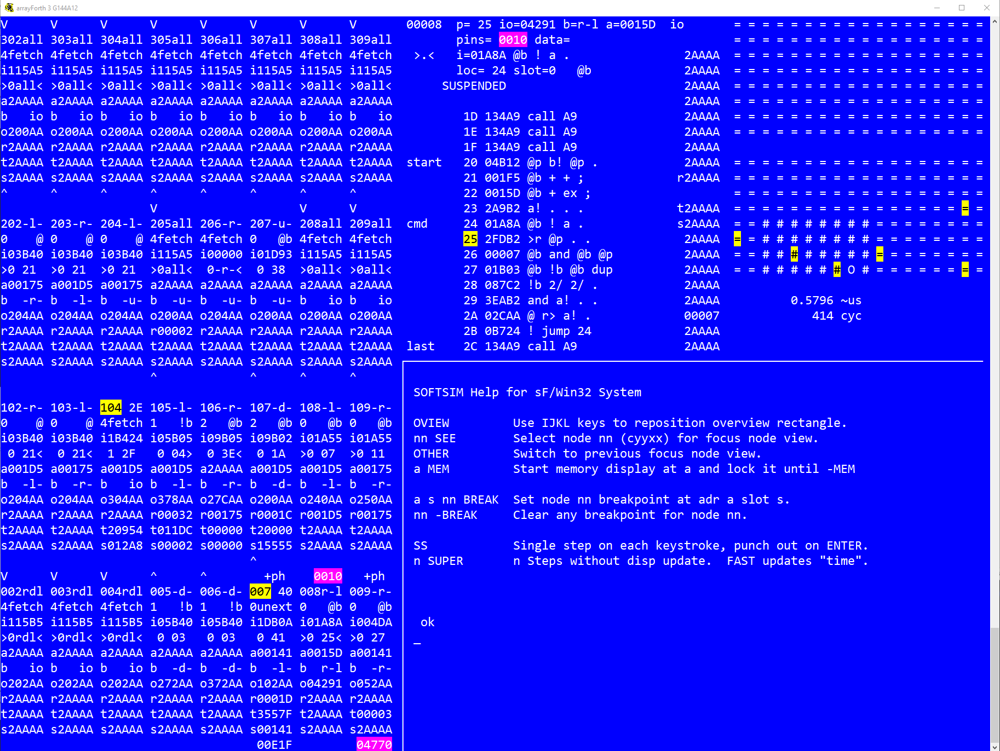 arrayForth 3 G144A12
V V V V V V V V
302all 303all 304all 305all 306all 307all 308all 309all
4fetch 4fetch 4fetch 4fetch 4fetch 4fetch 4fetch 4fetch
i115A5 i115A5 i115A5 i115A5 i115A5 i115A5 i115A5 i115A5
>0all< >0all< >0all< >0all< >0all< >0all< >0all< >0all<
a2AAAA a2AAAA a2AAAA a2AAAA a2AAAA a2AAAA a2AAAA a2AAAA
b io b io b io b io b io b io b io b io
o200AA o200AA o200AA o200AA o200AA o200AA o200AA o200AA
r2AAAA r2AAAA r2AAAA r2AAAA r2AAAA r2AAAA r2AAAA r2AAAA
t2AAAA t2AAAA t2AAAA t2AAAA t2AAAA t2AAAA t2AAAA t2AAAA
s2AAAA s2AAAA s2AAAA s2AAAA s2AAAA s2AAAA s2AAAA s2AAAA
^ ^ ^ ^ ^ ^ ^ ^
V V V
202-l- 203-r- 204-l- 205all 206-r- 207-u- 208all 209all
0 @ 0 @ 0 @ 4fetch 4fetch 0 @b 4fetch 4fetch
i03B40 i03B40 i03B40 i115A5 i00000 i01D93 i115A5 i115A5
>0 21 >0 21 >0 21 >0all< 0-r-< 0 38 >0all< >0all<
a00175 a001D5 a00175 a2AAAA a2AAAA a2AAAA a2AAAA a2AAAA
b -r- b -l- b -u- b -u- b -u- b -u- b io b io
o204AA o204AA o204AA o200AA o200AA o200AA o200AA o200AA
r2AAAA r2AAAA r2AAAA r00002 r2AAAA r2AAAA r2AAAA r2AAAA
t2AAAA t2AAAA t2AAAA t2AAAA t2AAAA t2AAAA t2AAAA t2AAAA
s2AAAA s2AAAA s2AAAA s2AAAA s2AAAA s2AAAA s2AAAA s2AAAA
^ ^ ^ ^
102-r- 103-l- 104 2E 105-l- 106-r- 107-d- 108-l- 109-r-
0 @ 0 @ 4fetch 1 !b 2 @b 2 @b 0 @b 0 @b
i03B40 i03B40 i1B424 i05B05 i09B05 i09B02 i01A55 i01A55
0 21< 0 21< 1 2F 0 04> 0 3E< 0 1A >0 07 >0 11
a001D5 a00175 a001D5 a001D5 a2AAAA a001D5 a001D5 a00175
b -l- b -r- b io b -l- b -r- b -d- b -l- b -r-
o204AA o204AA o304AA o378AA o27CAA o200AA o240AA o250AA
r2AAAA r2AAAA r2AAAA r00032 r00175 r0001C r001D5 r00175
t2AAAA t2AAAA t20954 t011DC t00000 t20000 t2AAAA t2AAAA
s2AAAA s2AAAA s012A8 s00002 s00000 s15555 s2AAAA s2AAAA
^
V V V ^ ^ +ph 0010 +ph
002rdl 003rdl 004rdl 005-d- 006-d- 007 40 008r-l 009-r-
4fetch 4fetch 4fetch 1 !b 1 !b 0unext 0 @b 0 @b
i115B5 i115B5 i115B5 i05B40 i05B40 i1DB0A i01A8A i004DA
>0rdl< >0rdl< >0rdl< 0 03 0 03 0 41 >0 25< >0 27
a2AAAA a2AAAA a2AAAA a2AAAA a2AAAA a00141 a0015D a00141
b io b io b io b -d- b -d- b -l- b r-l b -r-
o202AA o202AA o202AA o272AA o372AA o102AA o04291 o052AA
r2AAAA r2AAAA r2AAAA r2AAAA r2AAAA r0001D r2AAAA r2AAAA
t2AAAA t2AAAA t2AAAA t2AAAA t2AAAA t3557F t2AAAA t00003
s2AAAA s2AAAA s2AAAA s2AAAA s2AAAA s00141 s2AAAA s2AAAA
00E1F 04770
00008 p= 25 io=04291 b=r-l a=0015D io
pins= 0010 data=
>.< i=01A8A @b ! a . 2AAAA
loc= 24 slot=0 @b 2AAAA
SUSPENDED 2AAAA
2AAAA
1D 134A9 call A9 2AAAA
1E 134A9 call A9 2AAAA
1F 134A9 call A9 2AAAA
start 20 04B12 @p b! @p . 2AAAA
21 001F5 @b + + ; r2AAAA
22 0015D @b + ex ;
23 2A9B2 a! . . . t2AAAA
cmd 24 01A8A @b ! a . s2AAAA
25 2FDB2 >r @p . . 2AAAA
26 00007 @b and @b @p 2AAAA
27 01B03 @b !b @b dup 2AAAA
28 087C2 !b 2/ 2/ . 2AAAA
29 3EAB2 and a! . . 2AAAA
2A 02CAA @ r> a! . 00007
2B 0B724 ! jump 24 2AAAA
last 2C 134A9 call A9 2AAAA
= = = = = = = = = = = = = = = = = =
= = = = = = = = = = = = = = = = = =
= = = = = = = = = = = = = = = = = =
= = = = = = = = = = = = = = = = = =
= = = = = = = = = = = = = = = = = =
= = = = = = = = = = = = = = = = = =
= = = = = = = = = = = = = = = = = =
= = = = = = = = = = = = = = = = = =
= = = = = = = = = = = = = = = = = =
= = = = = = = = = = = = = = = = = =
= = = = = = = = = = = = = = = = = =
= = = = = = = = = = = = = = = = = =
= = # # # # # # # # = = = = = = = =
= = # # # # # # # # = = = = = = = =
= = # # # # # # # # = = = = = = = =
= = # # # # # # O # = = = = = = = =
0.5796 ~us
414 cyc
SOFTSIM Help for sF/Win32 System
OVIEW Use IJKL keys to reposition overview rectangle.
nn SEE Select node nn (cyyxx) for focus node view.
OTHER Switch to previous focus node view.
a MEM Start memory display at a and lock it until -MEM
a s nn BREAK Set node nn breakpoint at adr a slot s.
nn -BREAK Clear any breakpoint for node nn.
SS Single step on each keystroke, punch out on ENTER.
n SUPER n Steps without disp update. FAST updates "time".
ok
_